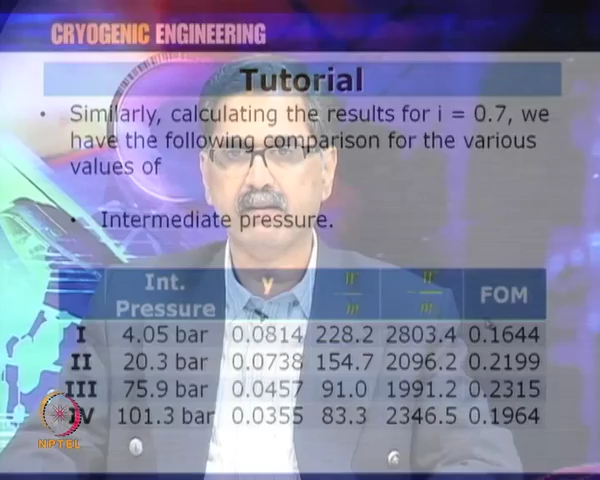 CRYOGENIC ENGINEERING
Tutorial
• Similarly, calculating the results for i = 0.7, we
have the following comparison for the various
values of
• Intermediate pressure.
Int. Pressure y W/m W/m FOM
I 4.05 bar 0.0814 228.2 2803.4 0.1644
II 20.3 bar 0.0738 154.7 2096.2 0.2199
III 75.9 bar 0.0457 91.0 1991.2 0.2315
IV 101.3 bar 0.0355 83.3 2346.5 0.1964
NPTEL